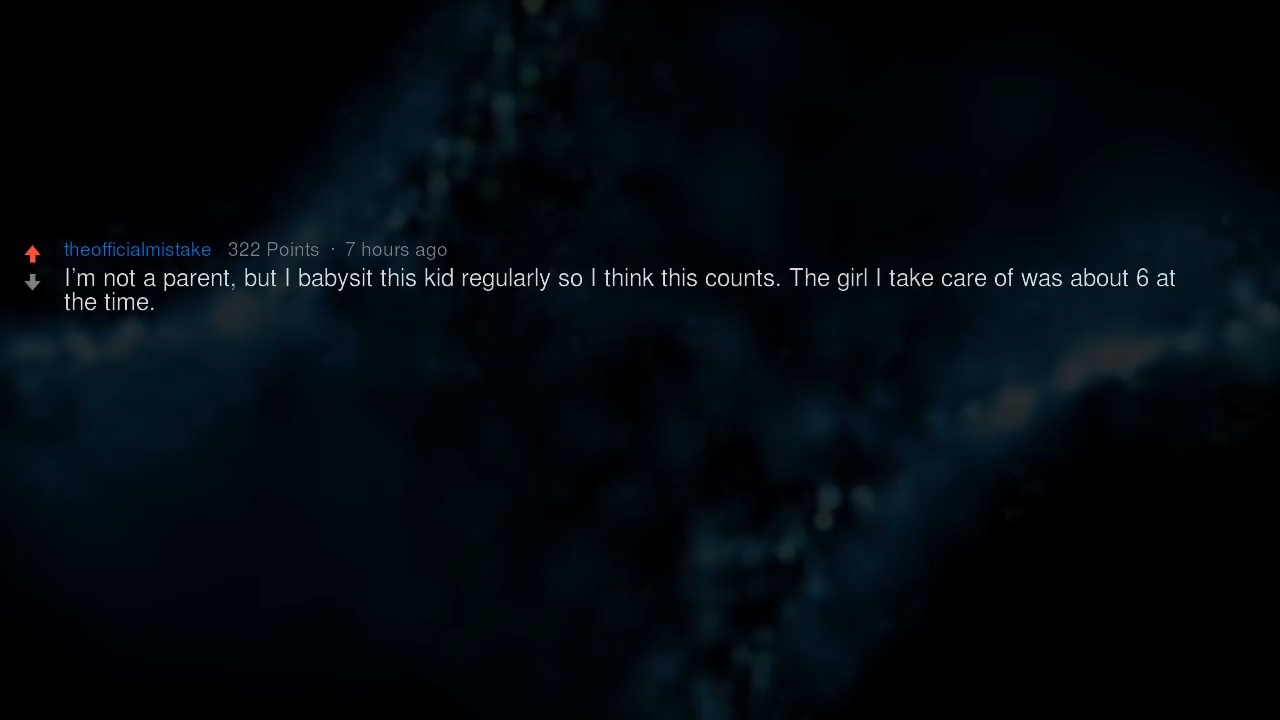 theofficialmistake 322 Points · 7 hours ago
I'm not a parent, but I babysit this kid regularly so I think this counts. The girl I take care of was about 6 at
the time.